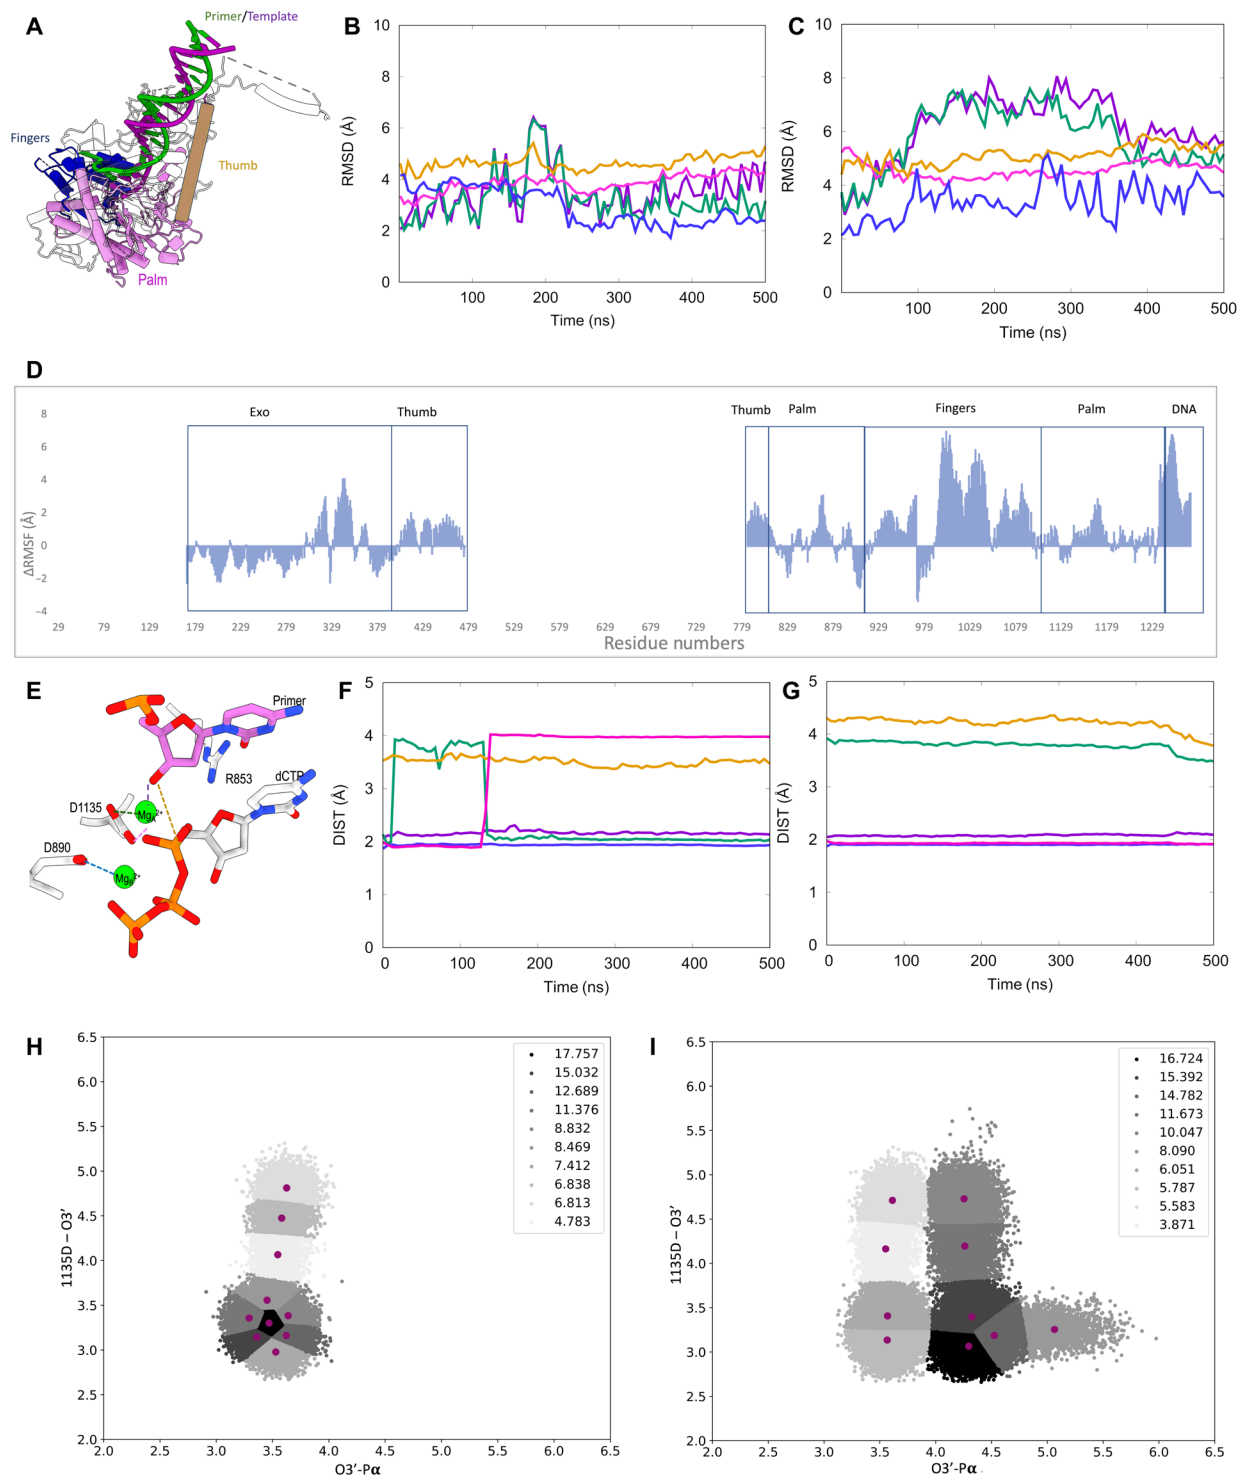 A
Primer/Template
Fingers
Thumb
Palm
B
10
8
6
4
2
0
RMSD (Å)
100
200
300
400
500
Time (ns)
C
10
8
6
4
2
0
RMSD (Å)
100
200
300
400
500
Time (ns)
D
Exo
Thumb
Thumb
Palm
Fingers
Palm
DNA
8
6
4
2
0
−2
−4
ΔRMSF (Å)
29 79 129 179 229 279 329 379 429 479 529 579 629 679 729 779 829 879 929 979 1029 1079 1129 1179 1229
Residue numbers
E
Primer
R853
dCTP
D1135
MgA2+
D890
MgB2+
F
5
4
3
2
1
0
DIST (Å)
0 100 200 300 400 500
Time (ns)
G
5
4
3
2
1
0
DIST (Å)
0 100 200 300 400 500
Time (ns)
H
6.5
6.0
5.5
5.0
4.5
4.0
3.5
3.0
2.5
2.0
1135D – O3′
17.757
15.032
12.689
11.376
8.832
8.469
7.412
6.838
6.813
4.783
2.0 2.5 3.0 3.5 4.0 4.5 5.0 5.5 6.0 6.5
O3′-Pα
I
6.5
6.0
5.5
5.0
4.5
4.0
3.5
3.0
2.5
2.0
1135D – O3′
16.724
15.392
14.782
11.673
10.047
8.090
6.051
5.787
5.583
3.871
2.0 2.5 3.0 3.5 4.0 4.5 5.0 5.5 6.0 6.5
O3′-Pα